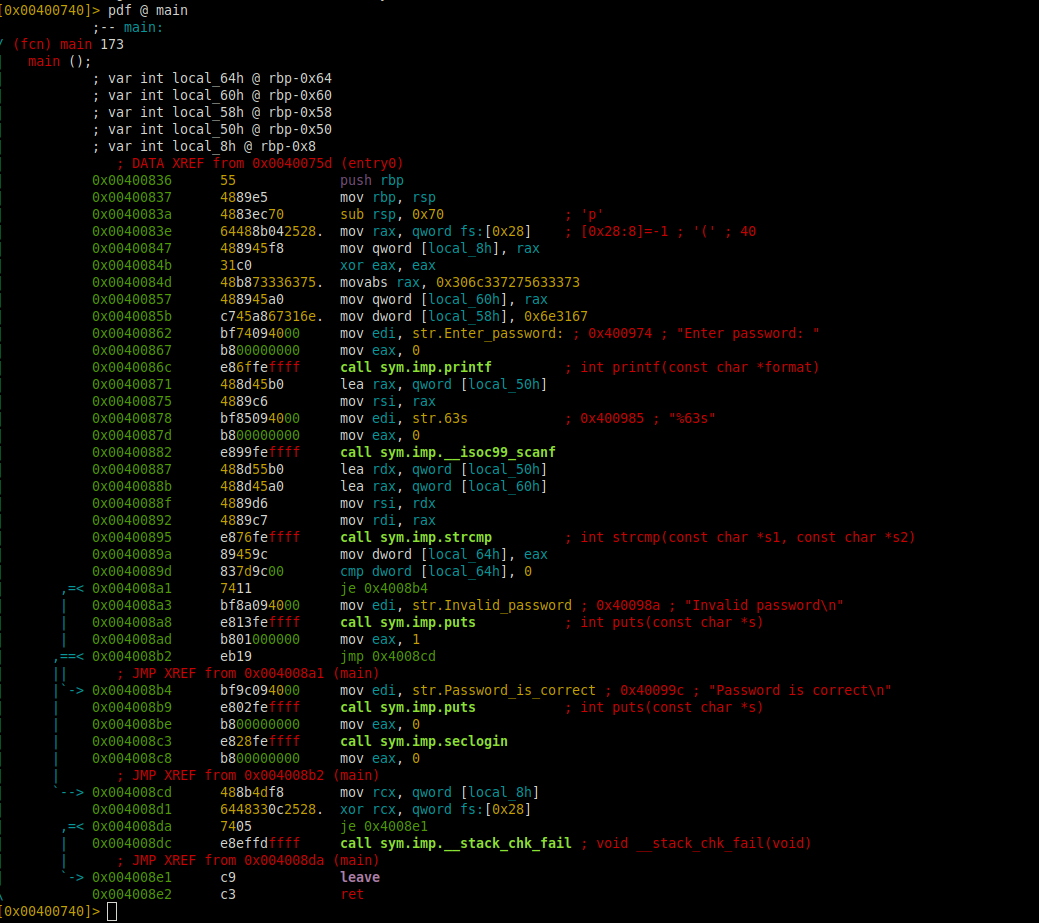 [0x00400740]> pdf @ main
;-- main:
/ (fcn) main 173
| main ();
| ; var int local_64h @ rbp-0x64
| ; var int local_60h @ rbp-0x60
| ; var int local_58h @ rbp-0x58
| ; var int local_50h @ rbp-0x50
| ; var int local_8h @ rbp-0x8
| ; DATA XREF from 0x0040075d (entry0)
| 0x00400836 55 push rbp
| 0x00400837 4889e5 mov rbp, rsp
| 0x0040083a 4883ec70 sub rsp, 0x70 ; 'p'
| 0x0040083e 64488b042528. mov rax, qword fs:[0x28] ; [0x28:8]=-1 ; '(' ; 40
| 0x00400847 488945f8 mov qword [local_8h], rax
| 0x0040084b 31c0 xor eax, eax
| 0x0040084d 48b873336375. movabs rax, 0x306c337275633373
| 0x00400857 488945a0 mov qword [local_60h], rax
| 0x0040085b c745a867316e. mov dword [local_58h], 0x6e3167
| 0x00400862 bf74094000 mov edi, str.Enter_password: ; 0x400974 ; "Enter password: "
| 0x00400867 b800000000 mov eax, 0
| 0x0040086c e86ffeffff call sym.imp.printf ; int printf(const char *format)
| 0x00400871 488d45b0 lea rax, qword [local_50h]
| 0x00400875 4889c6 mov rsi, rax
| 0x00400878 bf85094000 mov edi, str.63s ; 0x400985 ; "%63s"
| 0x0040087d b800000000 mov eax, 0
| 0x00400882 e899feffff call sym.imp.__isoc99_scanf
| 0x00400887 488d55b0 lea rdx, qword [local_50h]
| 0x0040088b 488d45a0 lea rax, qword [local_60h]
| 0x0040088f 4889d6 mov rsi, rdx
| 0x00400892 4889c7 mov rdi, rax
| 0x00400895 e876feffff call sym.imp.strcmp ; int strcmp(const char *s1, const char *s2)
| 0x0040089a 89459c mov dword [local_64h], eax
| 0x0040089d 837d9c00 cmp dword [local_64h], 0
| ,=< 0x004008a1 7411 je 0x4008b4
| | 0x004008a3 bf8a094000 mov edi, str.Invalid_password ; 0x40098a ; "Invalid password\n"
| | 0x004008a8 e813feffff call sym.imp.puts ; int puts(const char *s)
| | 0x004008ad b801000000 mov eax, 1
| ,==< 0x004008b2 eb19 jmp 0x4008cd
| || ; JMP XREF from 0x004008a1 (main)
| |`-> 0x004008b4 bf9c094000 mov edi, str.Password_is_correct ; 0x40099c ; "Password is correct\n"
| | 0x004008b9 e802feffff call sym.imp.puts ; int puts(const char *s)
| | 0x004008be b800000000 mov eax, 0
| | 0x004008c3 e828feffff call sym.imp.seclogin
| | 0x004008c8 b800000000 mov eax, 0
| | ; JMP XREF from 0x004008b2 (main)
| `--> 0x004008cd 488b4df8 mov rcx, qword [local_8h]
| 0x004008d1 6448330c2528. xor rcx, qword fs:[0x28]
| ,=< 0x004008da 7405 je 0x4008e1
| | 0x004008dc e8effdffff call sym.imp.__stack_chk_fail ; void __stack_chk_fail(void)
| | ; JMP XREF from 0x004008da (main)
| `-> 0x004008e1 c9 leave
\ 0x004008e2 c3 ret
[0x00400740]>